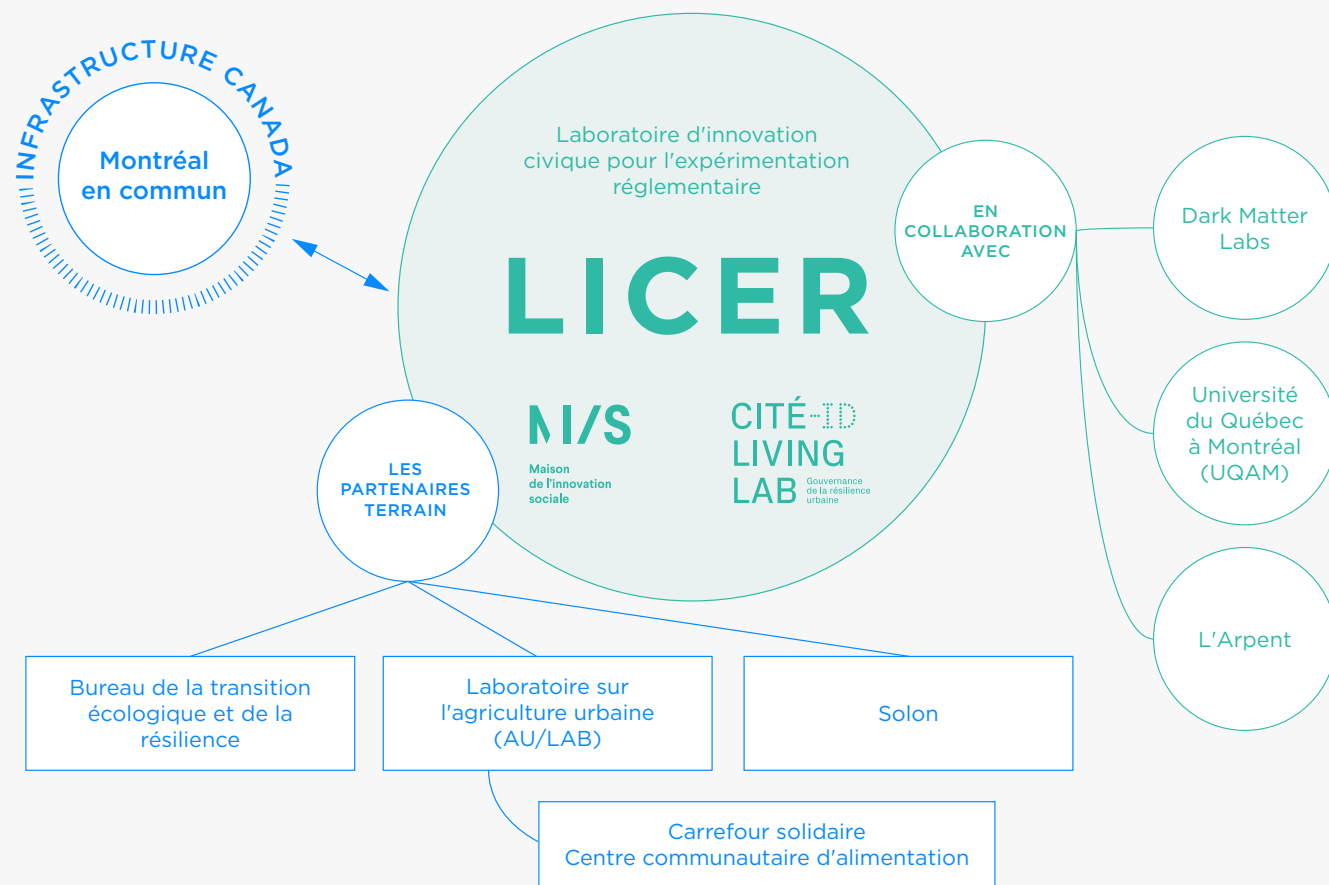 INFRASTRUCTURE CANADA
Montréal
en commun
Laboratoire d'innovation
civique pour l'expérimentation
réglementaire
LICER
M/S
Maison
de l'innovation
sociale
CITÉ-ID
LIVING
LAB
Gouvernance
de la résilience
urbaine
EN
COLLABORATION
AVEC
Dark Matter
Labs
Université
du Québec
à Montréal
(UQAM)
L'Arpent
LES
PARTENAIRES
TERRAIN
Bureau de la transition
écologique et de la
résilience
Laboratoire sur
l'agriculture urbaine
(AU/LAB)
Solon
Carrefour solidaire
Centre communautaire d'alimentation